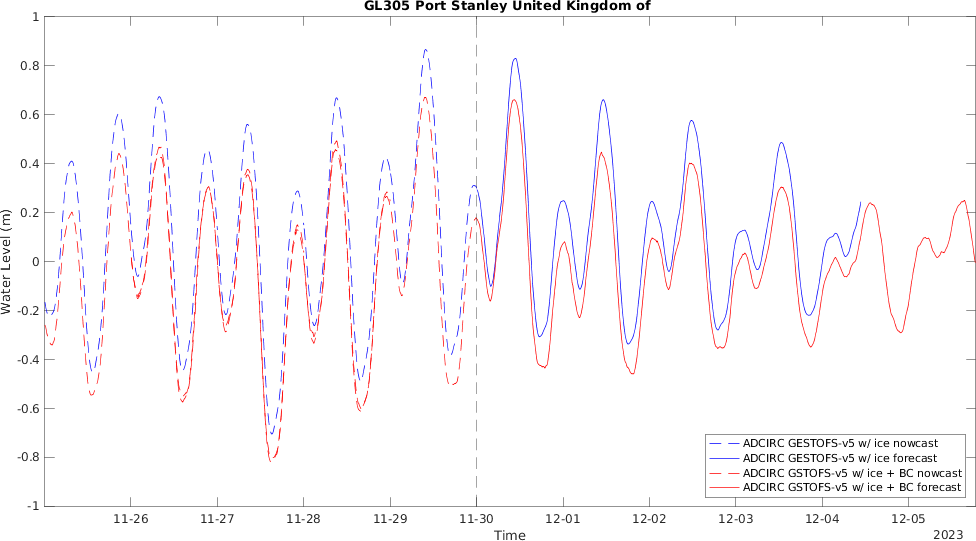 GL305 Port Stanley United Kingdom of
Water Level (m)
1
0.8
0.6
0.4
0.2
0
-0.2
-0.4
-0.6
-0.8
-1
ADCIRC GESTOFS-v5 w/ ice nowcast
ADCIRC GESTOFS-v5 w/ ice forecast
ADCIRC GSTOFS-v5 w/ ice + BC nowcast
ADCIRC GSTOFS-v5 w/ ice + BC forecast
11-26 11-27 11-28 11-29 11-30 12-01 12-02 12-03 12-04 12-05
Time
2023